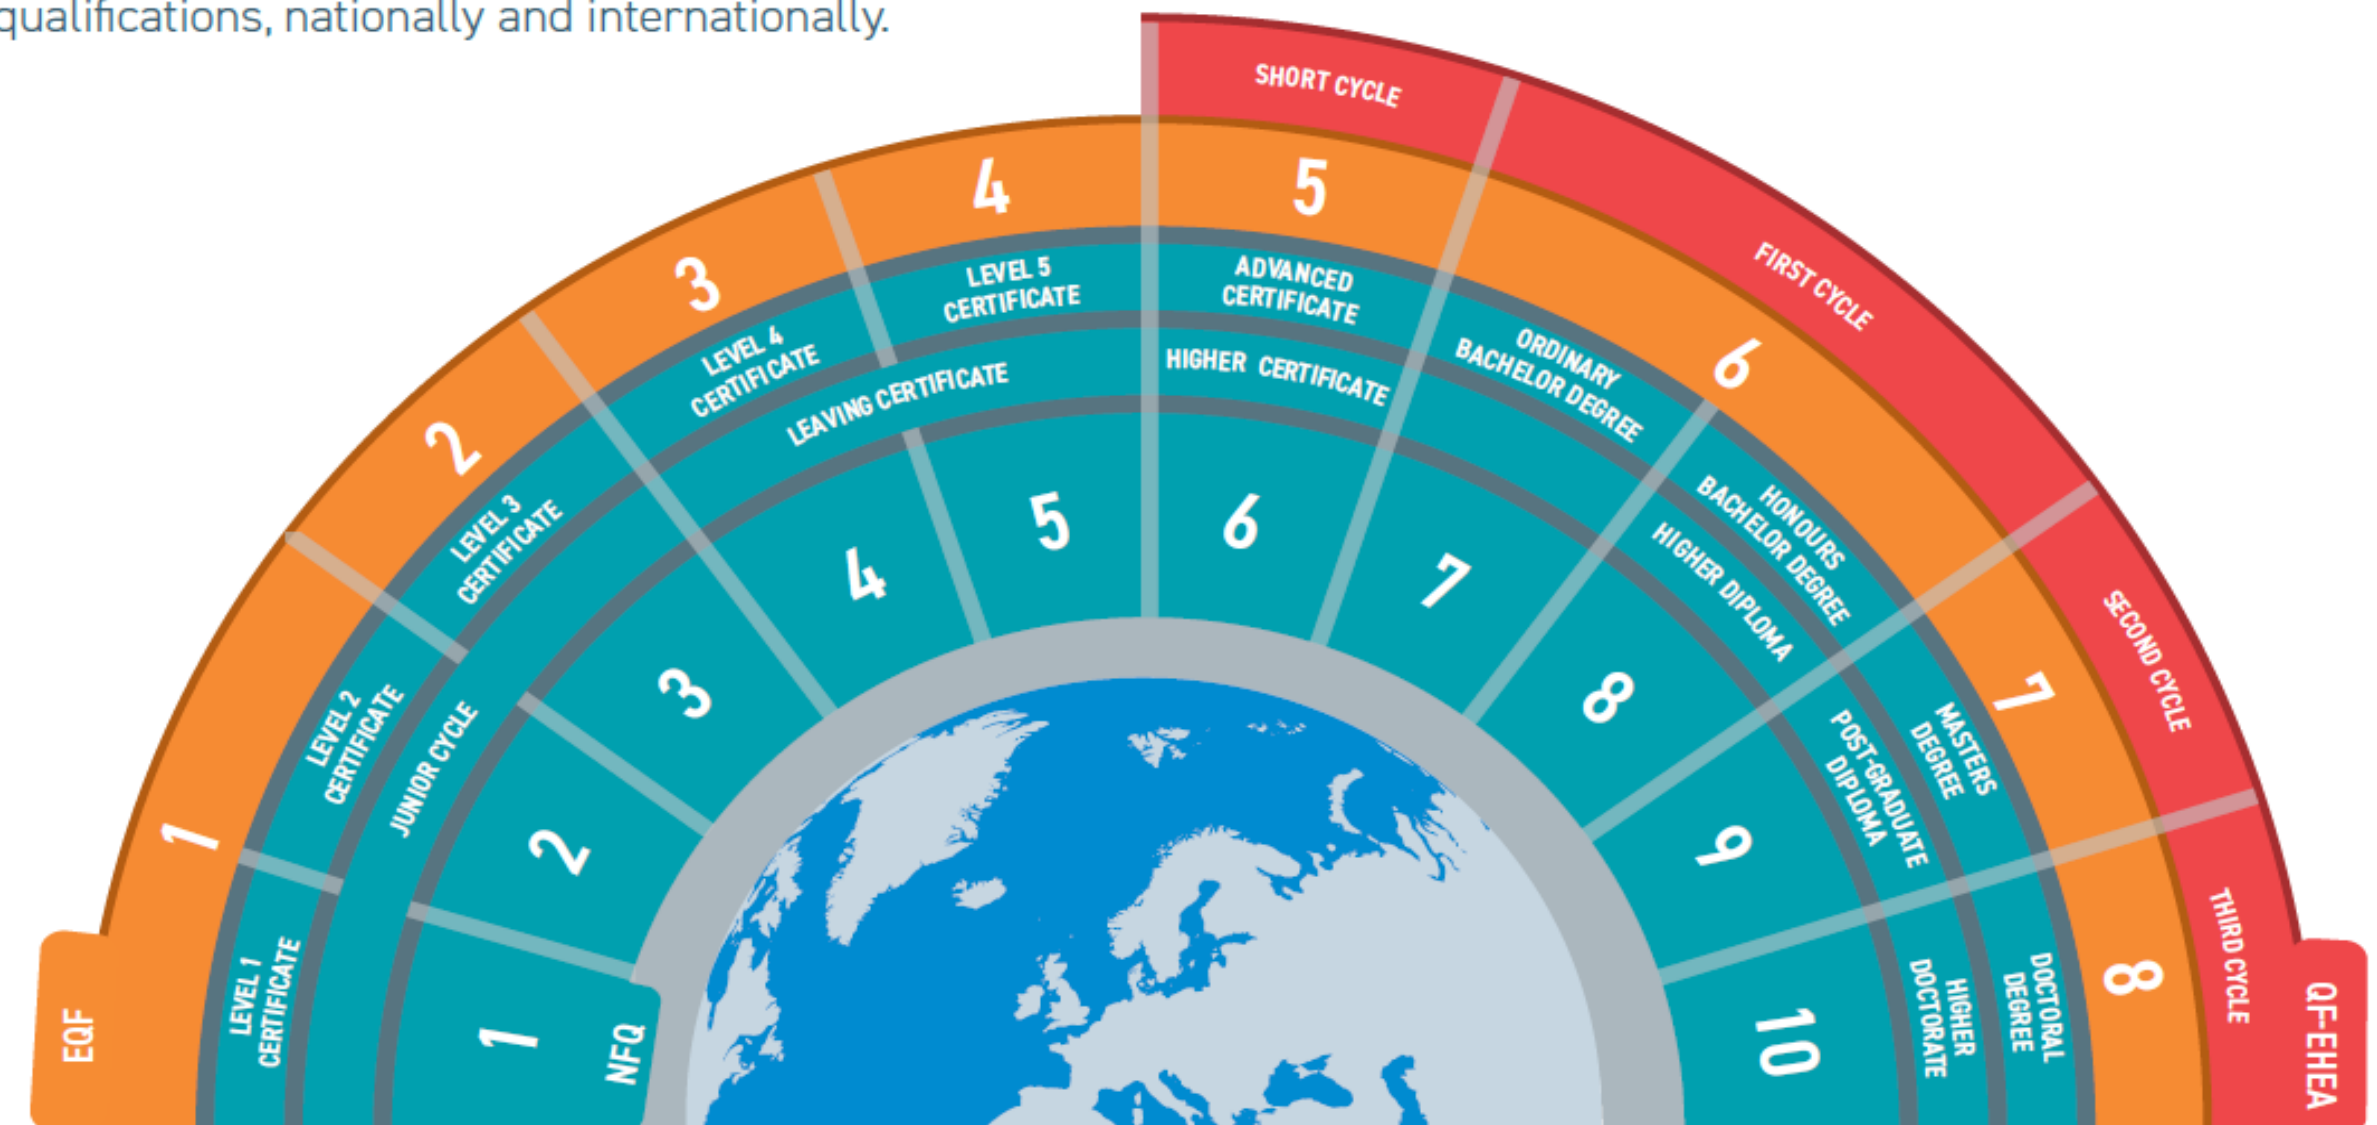 qualifications, nationally and internationally.
SHORT CYCLE
FIRST CYCLE
SECOND CYCLE
THIRD CYCLE
QF-EHEA
EQF
1
2
3
4
5
6
7
8
LEVEL 1
CERTIFICATE
LEVEL 2
CERTIFICATE
LEVEL 3
CERTIFICATE
LEVEL 4
CERTIFICATE
LEVEL 5
CERTIFICATE
ADVANCED
CERTIFICATE
ORDINARY
BACHELOR DEGREE
HONOURS
BACHELOR DEGREE
MASTERS
DEGREE
DOCTORAL
DEGREE
JUNIOR CYCLE
LEAVING CERTIFICATE
HIGHER CERTIFICATE
HIGHER DIPLOMA
POST-GRADUATE
DIPLOMA
HIGHER
DOCTORATE
NFQ
1
2
3
4
5
6
7
8
9
10